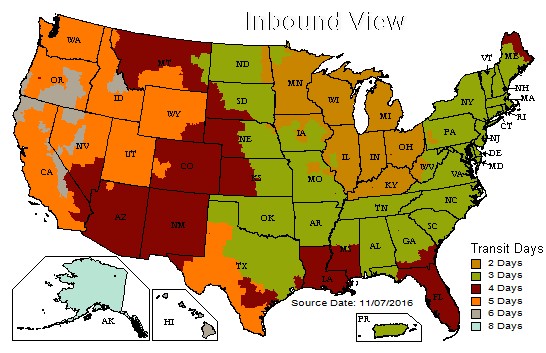 Inbound View
WA
OR
CA
NV
ID
MT
WY
UT
AZ
CO
NM
ND
SD
NE
KS
OK
TX
MN
IA
MO
AR
LA
WI
IL
MI
IN
OH
KY
TN
MS
AL
GA
FL
SC
NC
VA
WV
PA
NY
VT
ME
NH
MA
RI
CT
NJ
DE
MD
AK
HI
PR
Source Date: 11/07/2016
Transit Days
2 Days
3 Days
4 Days
5 Days
6 Days
8 Days